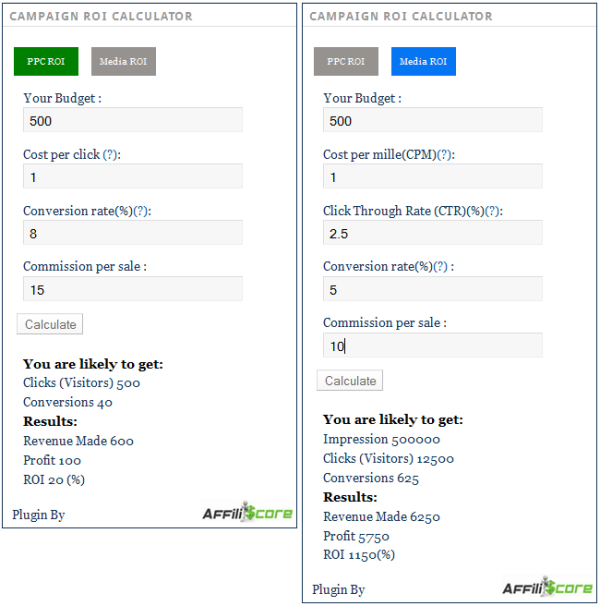 CAMPAIGN ROI CALCULATOR
PPC ROI
Media ROI
Your Budget :
500
Cost per click (?):
1
Conversion rate(%)(?):
8
Commission per sale :
15
Calculate
You are likely to get:
Clicks (Visitors) 500
Conversions 40
Results:
Revenue Made 600
Profit 100
ROI 20 (%)
Plugin By
AFFILI$CORE
CAMPAIGN ROI CALCULATOR
PPC ROI
Media ROI
Your Budget :
500
Cost per mille(CPM)(?):
1
Click Through Rate (CTR)(%)(?):
2.5
Conversion rate(%)(?) :
5
Commission per sale :
10
Calculate
You are likely to get:
Impression 500000
Clicks (Visitors) 12500
Conversions 625
Results:
Revenue Made 6250
Profit 5750
ROI 1150(%)
Plugin By
AFFILI$CORE